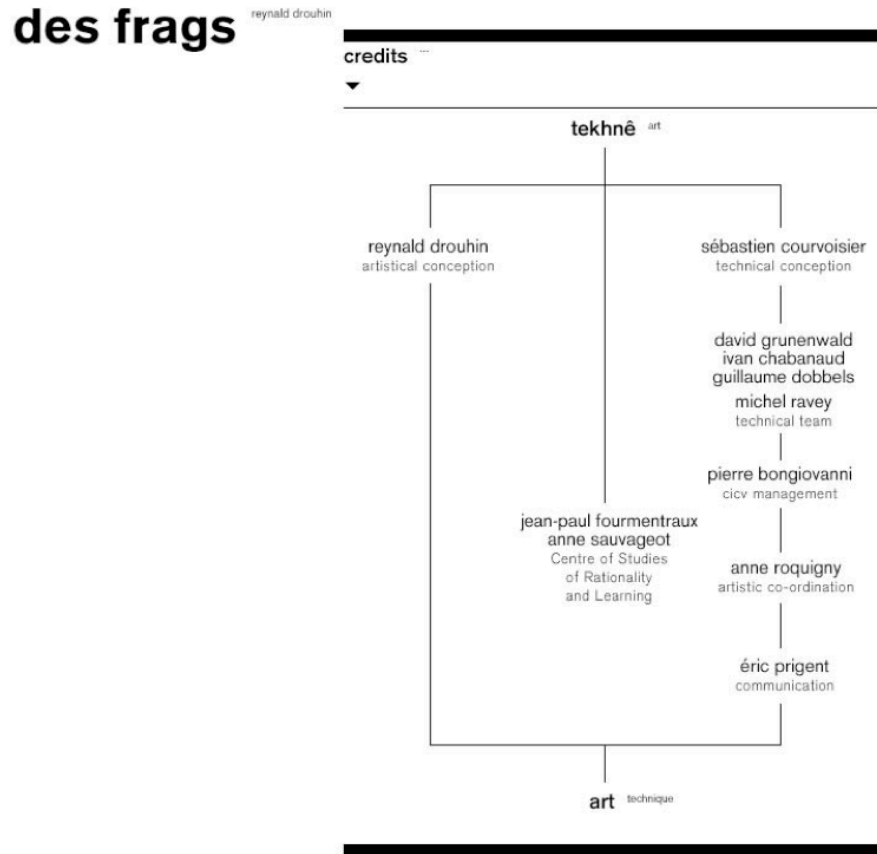 des frags reynald drouhin
credits ...
tekhnê art
reynald drouhin
artistical conception
sébastien courvoisier
technical conception
david grunenwald
ivan chabanaud
guillaume dobbels
michel ravey
technical team
pierre bongiovanni
cicv management
jean-paul fourmentraux
anne sauvageot
Centre of Studies
of Rationality
and Learning
anne roquigny
artistic co-ordination
éric prigent
communication
art technique